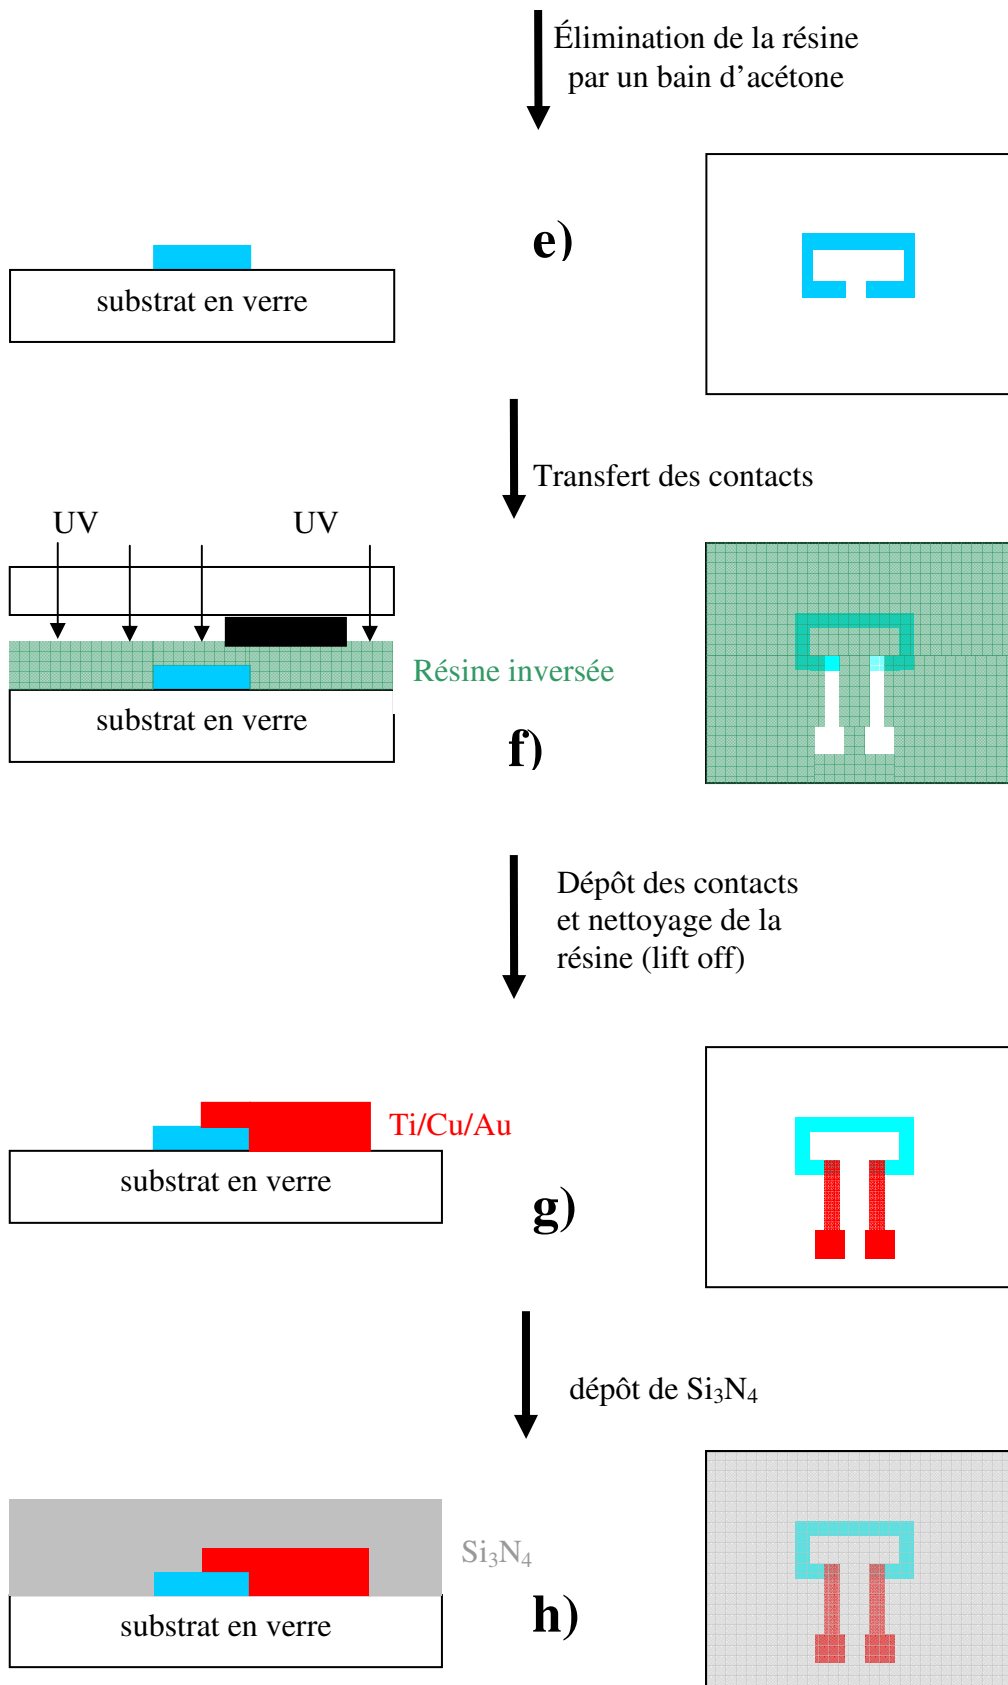 Élimination de la résine
par un bain d'acétone
e)
substrat en verre
Transfert des contacts
UV UV
Résine inversée
substrat en verre
f)
Dépôt des contacts
et nettoyage de la
résine (lift off)
Ti/Cu/Au
substrat en verre
g)
dépôt de Si₃N₄
Si₃N₄
h)
substrat en verre